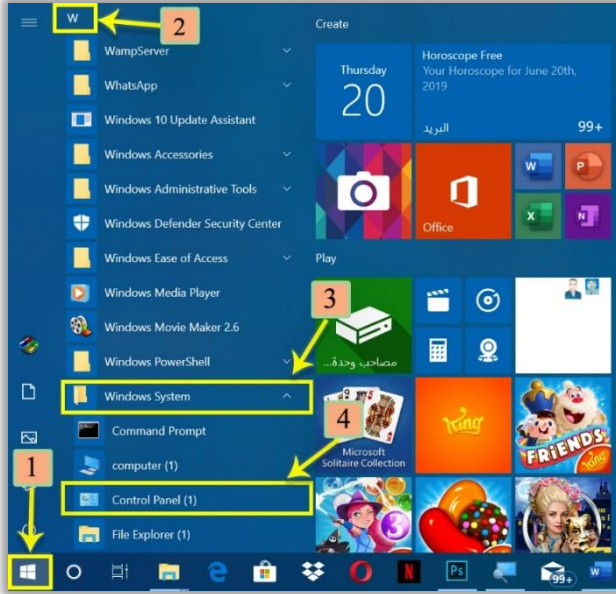 W
2
WampServer
WhatsApp
Windows 10 Update Assistant
Windows Accessories
Windows Administrative Tools
Windows Defender Security Center
Windows Ease of Access
Windows Media Player
3
Windows Movie Maker 2.6
Windows PowerShell
Windows System
4
Command Prompt
1
computer (1)
Control Panel (1)
File Explorer (1)
Create
Thursday
20
Horoscope Free
Your Horoscope for June 20th,
2019
البريد
99+
Office
W
P
X
N
Play
مصاحب وحدة...
Microsoft
Solitaire Collection
King
FRIENDS
3
e
N
Ps
99+
W